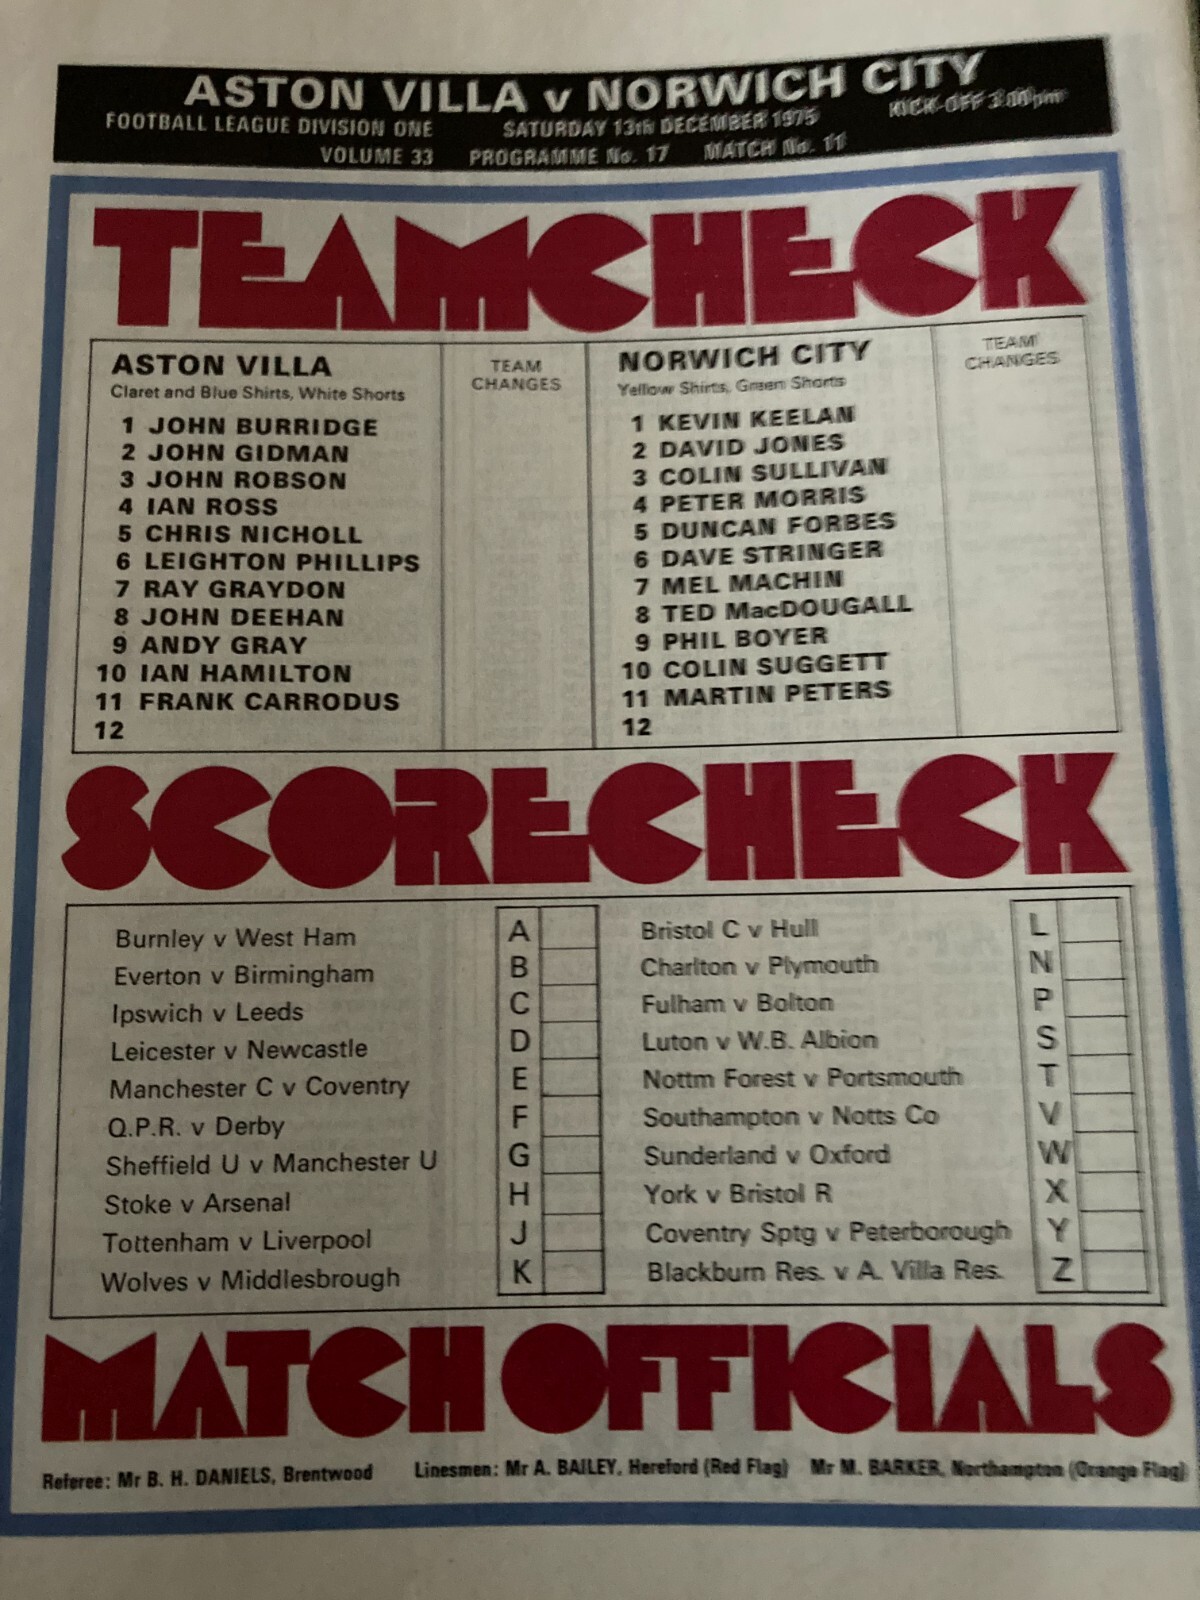 ASTON VILLA v NORWICH CITY
FOOTBALL LEAGUE DIVISION ONE SATURDAY 13th DECEMBER 1975 KICK-OFF 3.00pm
VOLUME 33 PROGRAMME No. 17 MATCH No. 11
TEAMCHECK
ASTON VILLA
Claret and Blue Shirts, White Shorts
TEAM
CHANGES
1 JOHN BURRIDGE
2 JOHN GIDMAN
3 JOHN ROBSON
4 IAN ROSS
5 CHRIS NICHOLL
6 LEIGHTON PHILLIPS
7 RAY GRAYDON
8 JOHN DEEHAN
9 ANDY GRAY
10 IAN HAMILTON
11 FRANK CARRODUS
12
NORWICH CITY
Yellow Shirts, Green Shorts
TEAM
CHANGES
1 KEVIN KEELAN
2 DAVID JONES
3 COLIN SULLIVAN
4 PETER MORRIS
5 DUNCAN FORBES
6 DAVE STRINGER
7 MEL MACHIN
8 TED MacDOUGALL
9 PHIL BOYER
10 COLIN SUGGETT
11 MARTIN PETERS
12
SCORECHECK
Burnley v West Ham A
Everton v Birmingham B
Ipswich v Leeds C
Leicester v Newcastle D
Manchester C v Coventry E
Q.P.R. v Derby F
Sheffield U v Manchester U G
Stoke v Arsenal H
Tottenham v Liverpool J
Wolves v Middlesbrough K
Bristol C v Hull L
Charlton v Plymouth N
Fulham v Bolton P
Luton v W.B. Albion S
Nottm Forest v Portsmouth T
Southampton v Notts Co V
Sunderland v Oxford W
York v Bristol R X
Coventry Sptg v Peterborough Y
Blackburn Res. v A. Villa Res. Z
MATCH OFFICIALS
Referee: Mr B. H. DANIELS, Brentwood Linesmen: Mr A. BAILEY, Hereford (Red Flag) Mr M. BARKER, Northampton (Orange Flag)